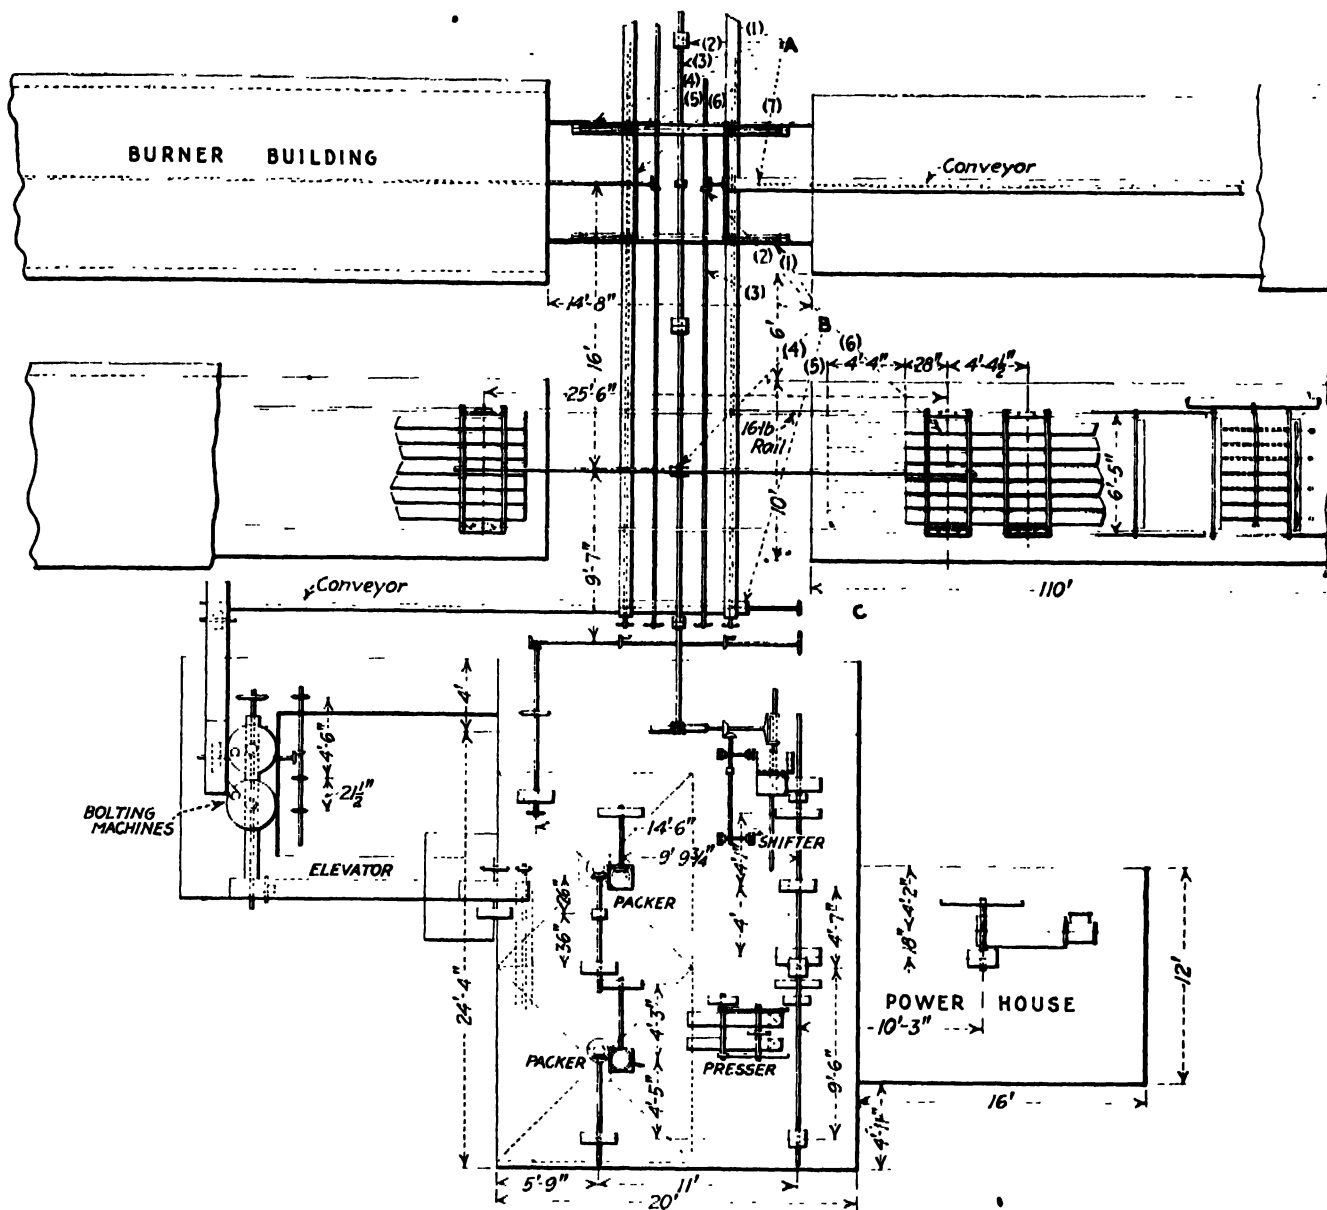 (1)
A
(2)
(3)
(4)
(5) (6)
(7)
BURNER BUILDING
Conveyor
(2)
(1)
(3)
14'-8"
6'
B
16'
(4)
(6)
(5)
4'-4"
28"
4'-4½"
25'-6"
16-lb
Rail
6'-5"
10'
9'-7"
Conveyor
110'
C
4'
4'-6"
21½"
BOLTING
MACHINES
14'-6"
9' 9¾"
4'-1"
SHIFTER
ELEVATOR
PACKER
26"
36"
4'
4'-7"
4'-2"
18"
24'-4"
POWER HOUSE
10'-3"
12'
4'-3"
PACKER
PRESSER
4'-5"
9'-6"
16'
5'-9"
11'
20'